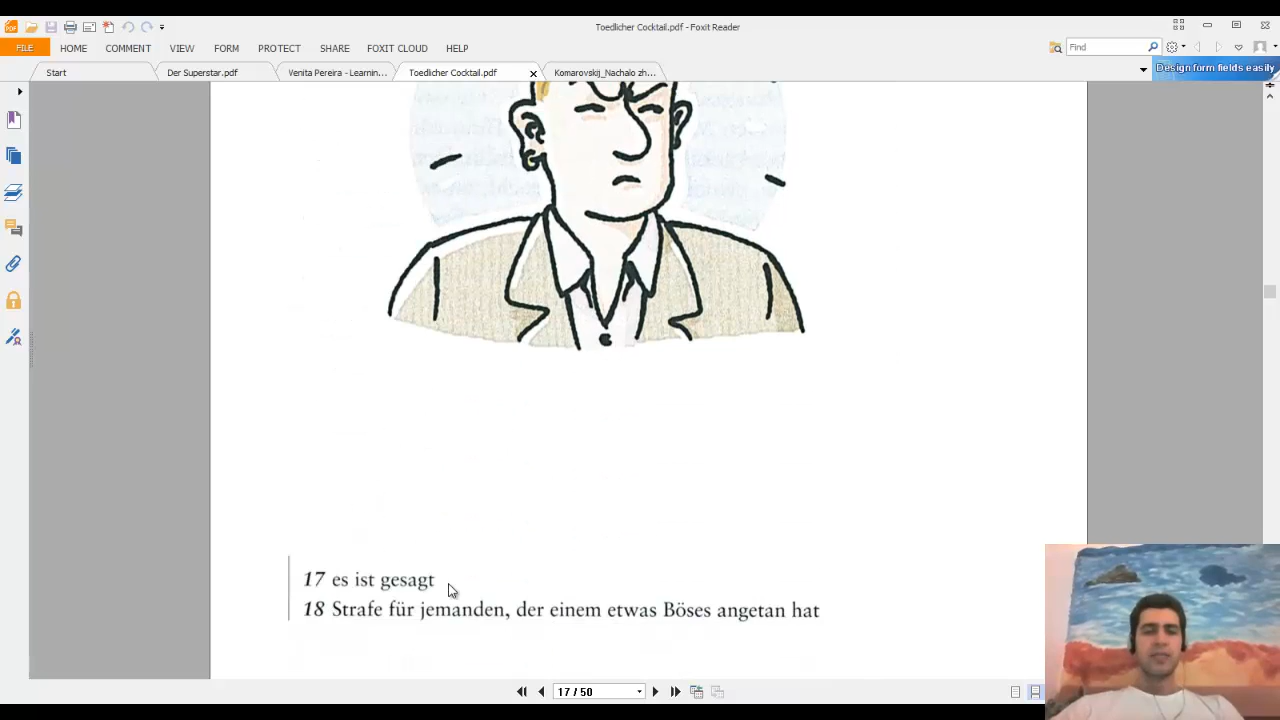 Toedlicher Cocktail.pdf - Foxit Reader
FILE HOME COMMENT VIEW FORM PROTECT SHARE FOXIT CLOUD HELP
Find
Start Der Superstar.pdf Venita Pereira - Learnin... Toedlicher Cocktail.pdf Komarovskij_Nachalo zh...
Design form fields easily
17 es ist gesagt
18 Strafe für jemanden, der einem etwas Böses angetan hat
17 / 50